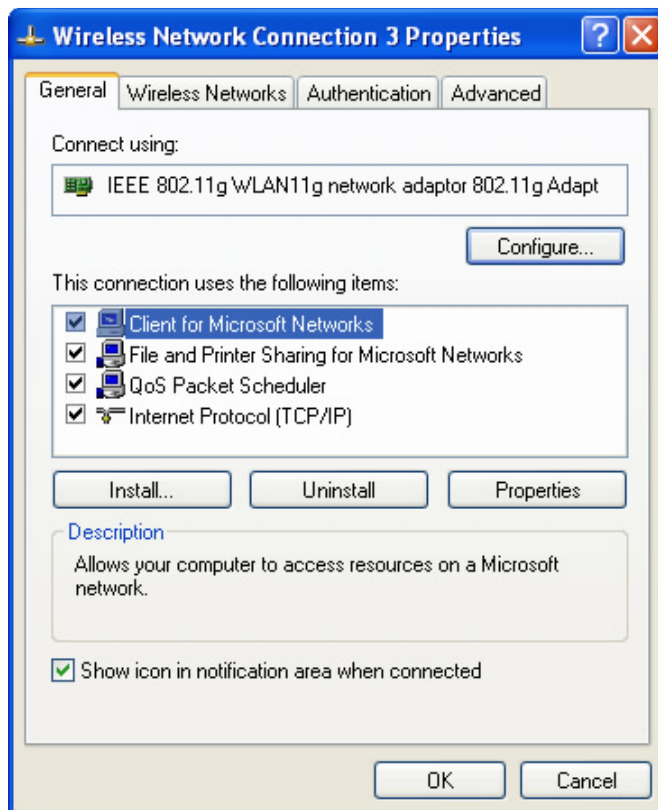 Wireless Network Connection 3 Properties
General Wireless Networks Authentication Advanced
Connect using:
IEEE 802.11g WLAN11g network adaptor 802.11g Adapt
Configure...
This connection uses the following items:
Client for Microsoft Networks
File and Printer Sharing for Microsoft Networks
QoS Packet Scheduler
Internet Protocol (TCP/IP)
Install... Uninstall Properties
Description
Allows your computer to access resources on a Microsoft
network.
Show icon in notification area when connected
OK Cancel